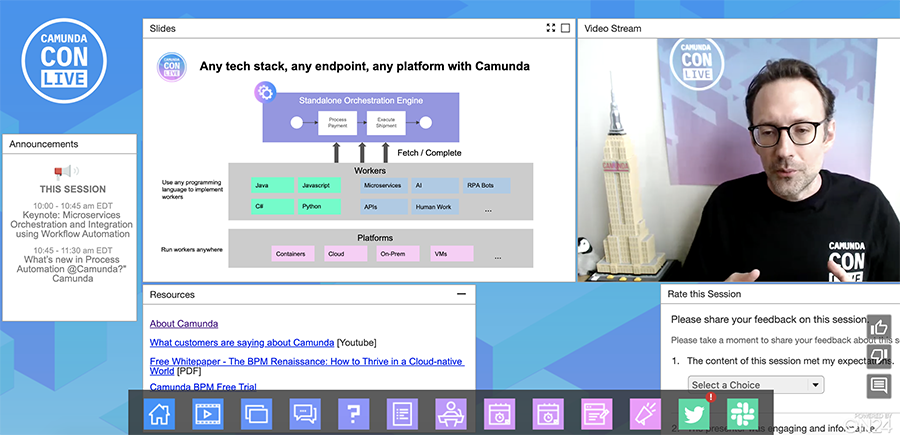 CAMUNDA
CON
LIVE
Announcements
THIS SESSION
10:00 - 10:45 am EDT
Keynote: Microservices
Orchestration and Integration
using Workflow Automation
10:45 - 11:30 am EDT
What's new in Process
Automation @Camunda?"
Camunda
Slides
CAMUNDA
CON
LIVE
Any tech stack, any endpoint, any platform with Camunda
Standalone Orchestration Engine
Process
Payment
Execute
Shipment
Fetch / Complete
Use any programming
language to implement
workers
Workers
Java
Javascript
Microservices
AI
RPA Bots
C#
Python
APIs
Human Work
...
Run workers anywhere
Platforms
Containers
Cloud
On-Prem
VMs
...
Video Stream
CAMUNDA
CON
LIVE
CAMUNDA
CAMUNDA
CON
LIVE
Resources
About Camunda
What customers are saying about Camunda [Youtube]
Free Whitepaper - The BPM Renaissance: How to Thrive in a Cloud-native
World [PDF]
Camunda BPM Free Trial
Rate this Session
Please share your feedback on this session.
Please take a moment to share your feedback about this s
1. The content of this session met my expectations.
Select a Choice
2. The presenter was engaging and informative.
?
!
POWERED BY
ON24